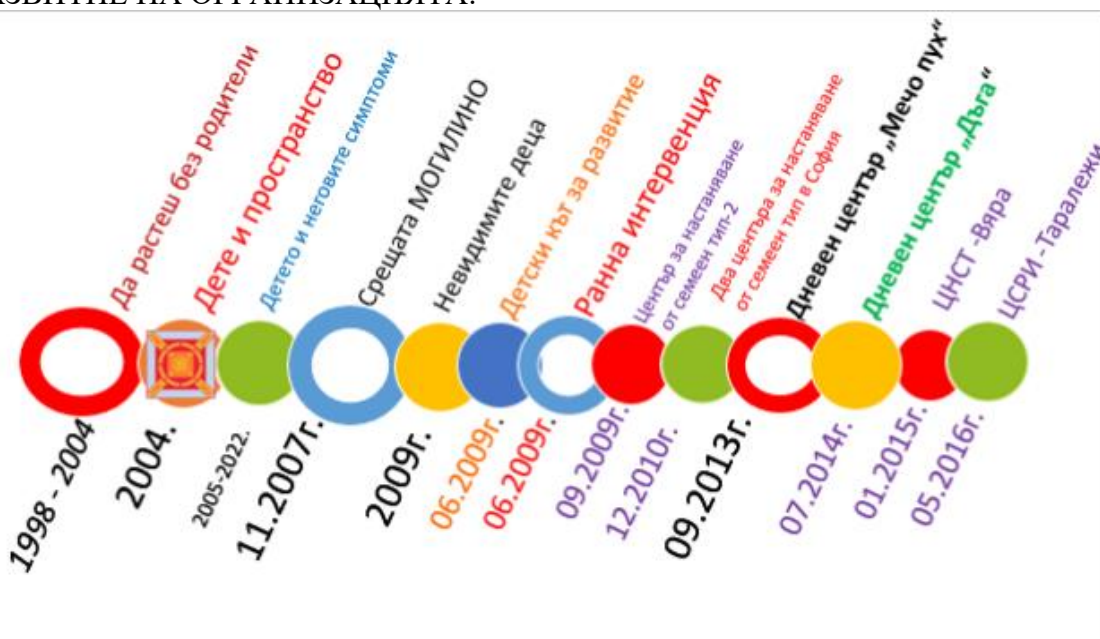 РАЗВИТИЕ НА ОРГАНИЗАЦИЯТА:
Да растеш без родители
Дете и пространство
Детето и неговите симптоми
Срещата МОГИЛИНО
Невидимите деца
Детски кът за развитие
Ранна интервенция
Център за настаняване
от семеен тип-2
Два центъра за настаняване
от семеен тип в София
Дневен център „Мечо пух“
Дневен център „Дъга“
ЦНСТ -Вяра
ЦСРИ -Таралежи
1998 - 2004
2004.
2005-2022.
11.2007г.
2009г.
06.2009г.
06.2009г.
09.2009г.
12.2010г.
09.2013г.
07.2014г.
01.2015г.
05.2016г.